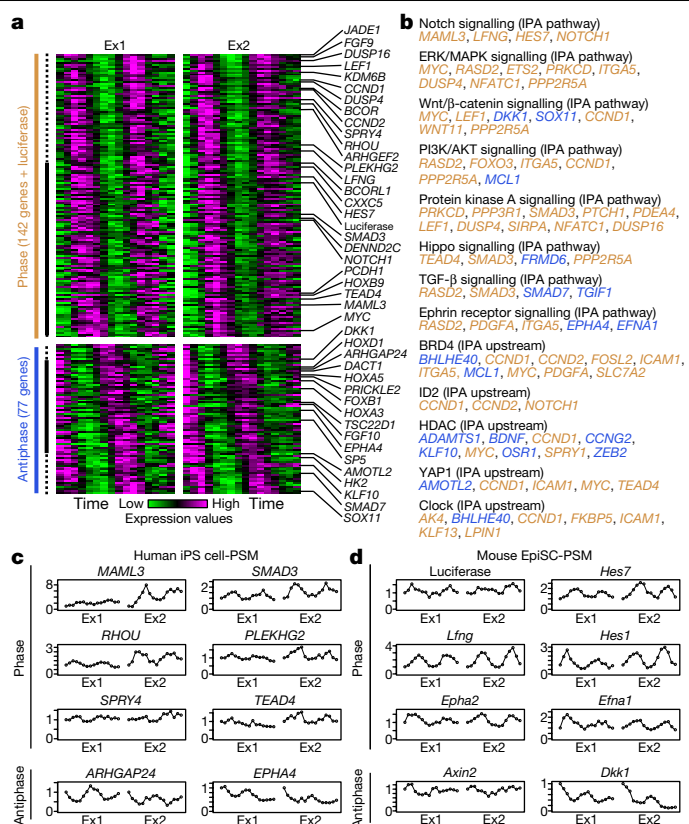 a
Ex1
Ex2
Phase (142 genes + luciferase)
Antiphase (77 genes)
JADE1
FGF9
DUSP16
LEF1
KDM6B
CCND1
DUSP4
BCOR
CCND2
SPRY4
RHOU
ARHGEF2
PLEKHG2
LFNG
BCORL1
CXXC5
HES7
Luciferase
SMAD3
DENND2C
NOTCH1
PCDH1
HOXB9
TEAD4
MAML3
MYC
DKK1
HOXD1
ARHGAP24
DACT1
HOXA5
PRICKLE2
FOXB1
HOXA3
TSC22D1
FGF10
EPHA4
SP5
AMOTL2
HK2
KLF10
SMAD7
SOX11
Time Low High Time
Expression values
b
Notch signalling (IPA pathway)
MAML3, LFNG, HES7, NOTCH1
ERK/MAPK signalling (IPA pathway)
MYC, RASD2, ETS2, PRKCD, ITGA5,
DUSP4, NFATC1, PPP2R5A
Wnt/β-catenin signalling (IPA pathway)
MYC, LEF1, DKK1, SOX11, CCND1,
WNT11, PPP2R5A
PI3K/AKT signalling (IPA pathway)
RASD2, FOXO3, ITGA5, CCND1,
PPP2R5A, MCL1
Protein kinase A signalling (IPA pathway)
PRKCD, PPP3R1, SMAD3, PTCH1, PDEA4,
LEF1, DUSP4, SIRPA, NFATC1, DUSP16
Hippo signalling (IPA pathway)
TEAD4, SMAD3, FRMD6, PPP2R5A
TGF-β signalling (IPA pathway)
RASD2, SMAD3, SMAD7, TGIF1
Ephrin receptor signalling (IPA pathway)
RASD2, PDGFA, ITGA5, EPHA4, EFNA1
BRD4 (IPA upstream)
BHLHE40, CCND1, CCND2, FOSL2, ICAM1,
ITGA5, MCL1, MYC, PDGFA, SLC7A2
ID2 (IPA upstream)
CCND1, CCND2, NOTCH1
HDAC (IPA upstream)
ADAMTS1, BDNF, CCND1, CCNG2,
KLF10, MYC, OSR1, SPRY1, ZEB2
YAP1 (IPA upstream)
AMOTL2, CCND1, ICAM1, MYC, TEAD4
Clock (IPA upstream)
AK4, BHLHE40, CCND1, FKBP5, ICAM1,
KLF13, LPIN1
c
Human iPS cell-PSM
Phase
MAML3
8
0
Ex1 Ex2
SMAD3
2
0
Ex1 Ex2
RHOU
3
2
0
Ex1 Ex2
PLEKHG2
1
0
Ex1 Ex2
SPRY4
1
0
Ex1 Ex2
TEAD4
1
0
Ex1 Ex2
Antiphase
ARHGAP24
1
0
Ex1 Ex2
EPHA4
1
0
Ex1 Ex2
d
Mouse EpiSC-PSM
Phase
Luciferase
1
0
Ex1 Ex2
Hes7
2
0
Ex1 Ex2
Lfng
4
2
0
Ex1 Ex2
Hes1
3
2
0
Ex1 Ex2
Epha2
1
0
Ex1 Ex2
Efna1
2
0
Ex1 Ex2
Antiphase
Axin2
1
0
Ex1 Ex2
Dkk1
1
0
Ex1 Ex2